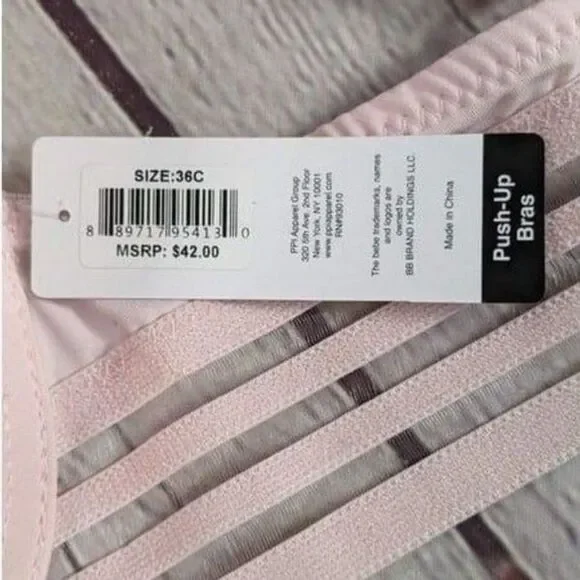 SIZE:36C
8 89717 95413 0
MSRP: $42.00
PPI Apparel Group
320 5th Ave, 2nd Floor
New York, NY 10001
www.ppiapparel.com
RN#93010
The bebe trademarks, names
and logos are
owned by
BB BRAND HOLDINGS LLC.
Made in China
Push-Up
Bras